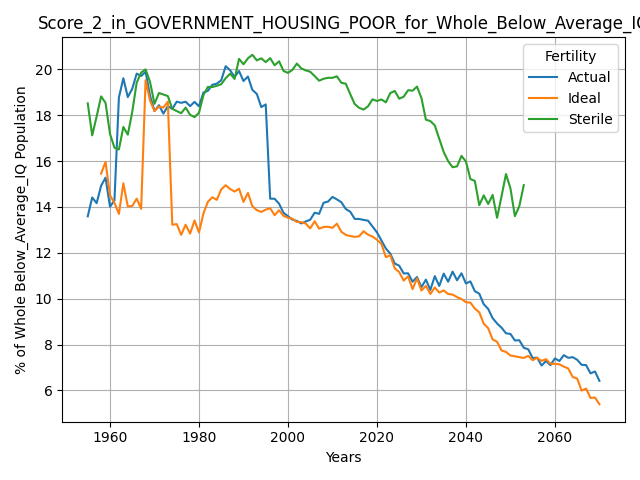 Score_2_in_GOVERNMENT_HOUSING_POOR_for_Whole_Below_Average_IQ
Fertility
Actual
Ideal
Sterile
% of Whole Below_Average_IQ Population
20
18
16
14
12
10
8
6
1960 1980 2000 2020 2040 2060
Years